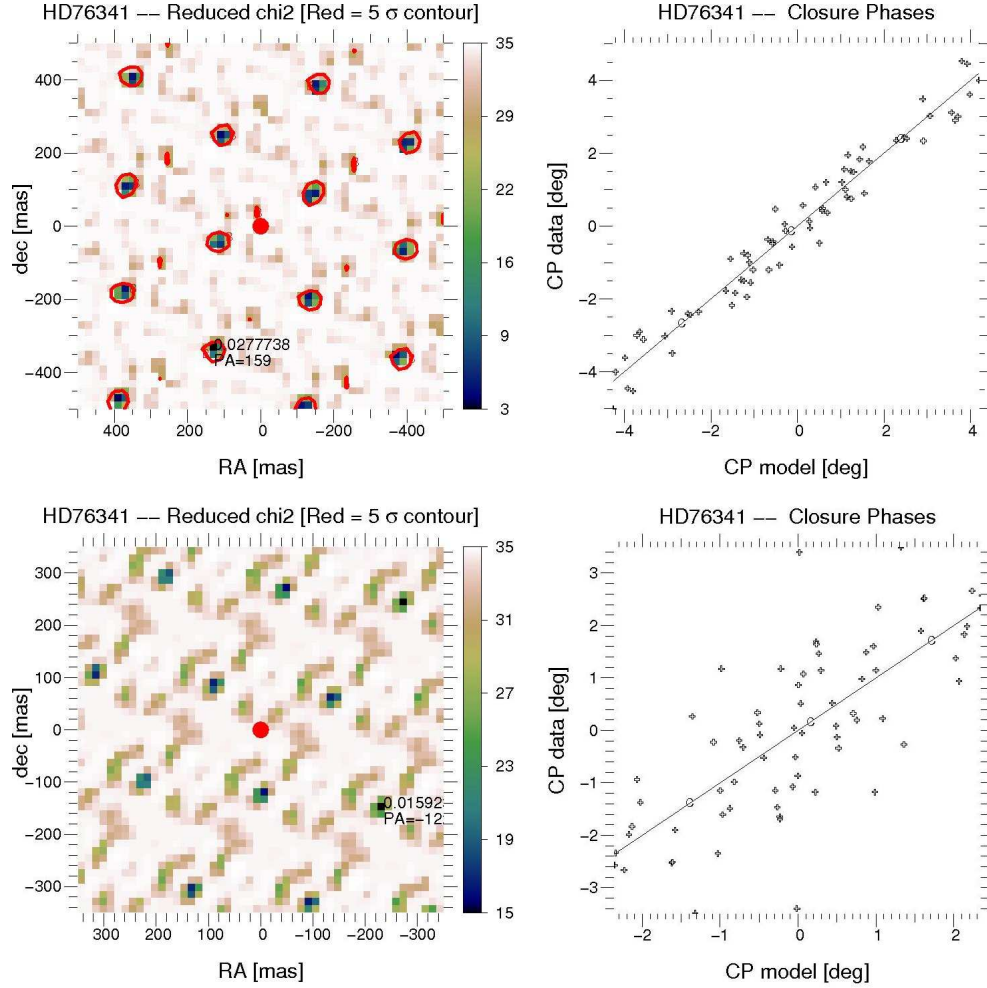 HD76341 −− Reduced chi2 [Red = 5 σ contour]
HD76341 −− Closure Phases
400
200
0
−200
−400
dec [mas]
400 200 0 −200 −400
RA [mas]
0.0277738
PA=159
35
29
22
16
9
3
4
2
0
−2
−4
CP data [deg]
−4 −2 0 2 4
CP model [deg]
HD76341 −− Reduced chi2 [Red = 5 σ contour]
HD76341 −− Closure Phases
300
200
100
0
−100
−200
−300
dec [mas]
300 200 100 0 −100 −200 −300
RA [mas]
0.01592
PA=−12
35
31
27
23
19
15
3
2
1
0
−1
−2
−3
CP data [deg]
−2 −1 0 1 2
CP model [deg]